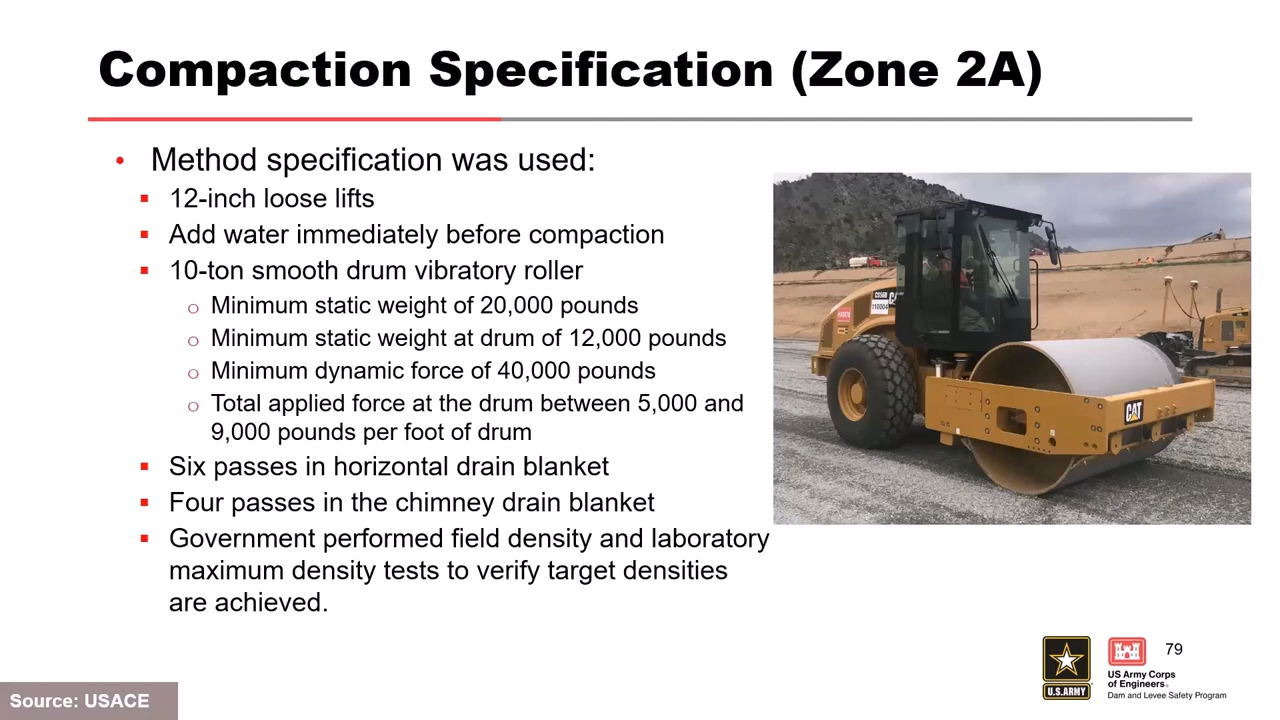 Compaction Specification (Zone 2A)
• Method specification was used:
▪ 12-inch loose lifts
▪ Add water immediately before compaction
▪ 10-ton smooth drum vibratory roller
o Minimum static weight of 20,000 pounds
o Minimum static weight at drum of 12,000 pounds
o Minimum dynamic force of 40,000 pounds
o Total applied force at the drum between 5,000 and
9,000 pounds per foot of drum
▪ Six passes in horizontal drain blanket
▪ Four passes in the chimney drain blanket
▪ Government performed field density and laboratory
maximum density tests to verify target densities
are achieved.
CAT
U.S.ARMY
US Army Corps
of Engineers®
Dam and Levee Safety Program
79
Source: USACE